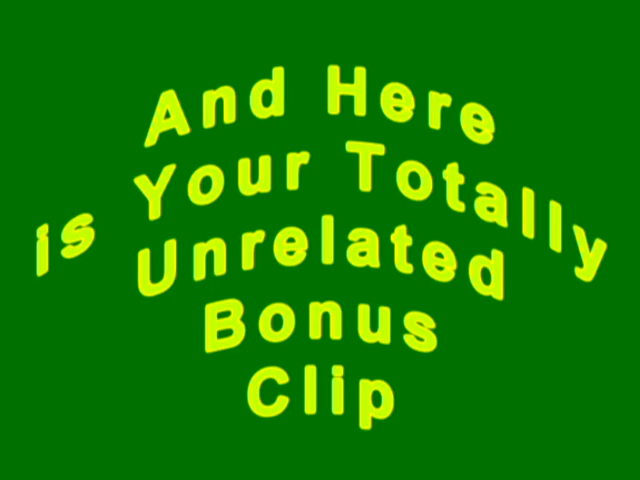 And Here
is Your Totally
Unrelated
Bonus
Clip